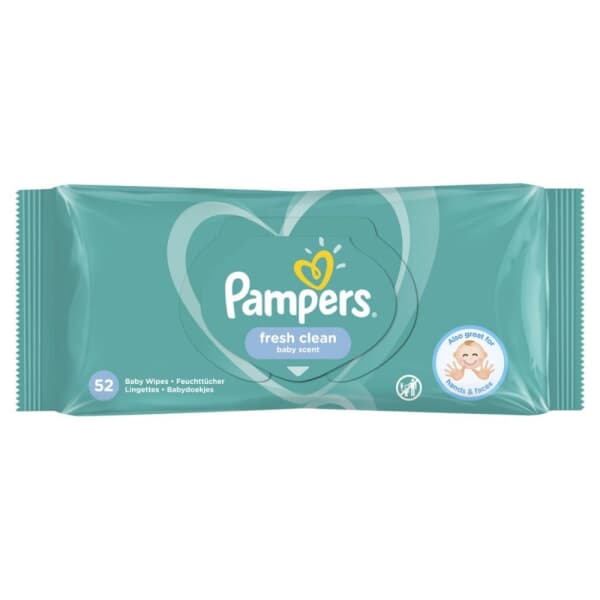 Pampers®
fresh clean
baby scent
52
Baby Wipes • Feuchttücher
Lingettes • Babydoekjes
Also great for
hands & faces